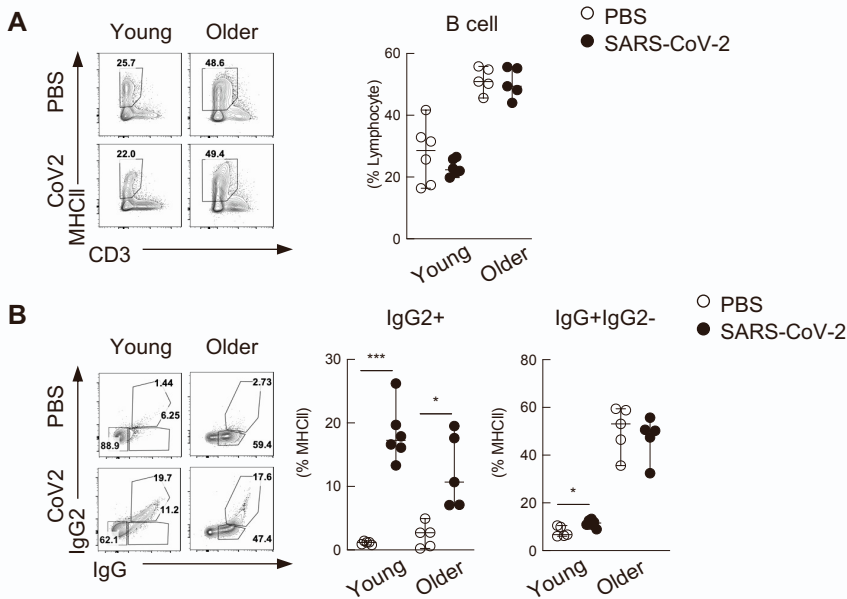 A
Young Older
PBS
CoV2
MHCII
CD3
25.7
48.6
22.0
49.4
B cell
(% Lymphocyte)
60
40
20
0
Young
Older
PBS
SARS-CoV-2
B
Young Older
PBS
CoV2
IgG2
IgG
1.44
6.25
88.9
2.73
59.4
19.7
11.2
62.1
17.6
47.4
IgG2+
(% MHCII)
30
20
10
0
***
*
Young
Older
IgG+IgG2-
(% MHCII)
80
60
40
20
0
*
Young
Older
PBS
SARS-CoV-2